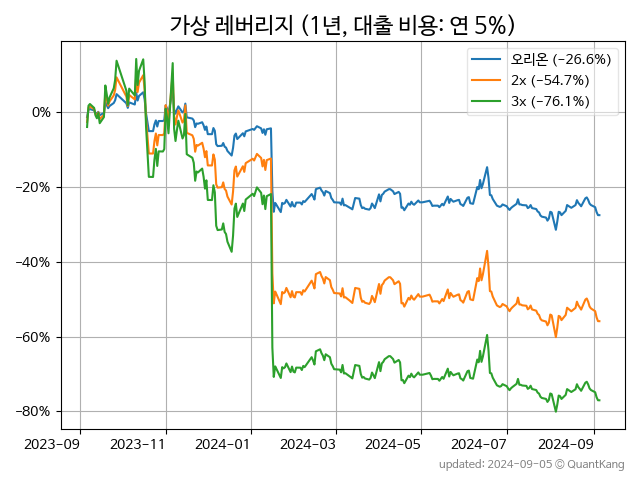 가상 레버리지 (1년, 대출 비용: 연 5%)
오리온 (−26.6%)
2x (−54.7%)
3x (−76.1%)
0%
−20%
−40%
−60%
−80%
2023-09 2023-11 2024-01 2024-03 2024-05 2024-07 2024-09
updated: 2024-09-05 © QuantKang